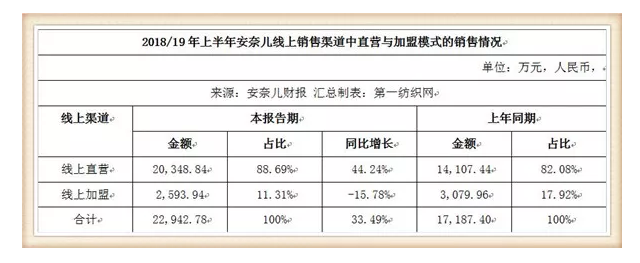 2018/19年上半年安奈儿线上销售渠道中直营与加盟模式的销售情况
单位：万元，人民币，
来源：安奈儿财报 汇总制表：第一纺织网
线上渠道 本报告期 上年同期
金额 占比 同比增长 金额 占比
线上直营 20,348.84 88.69% 44.24% 14,107.44 82.08%
线上加盟 2,593.94 11.31% -15.78% 3,079.96 17.92%
合计 22,942.78 100% 33.49% 17,187.40 100%